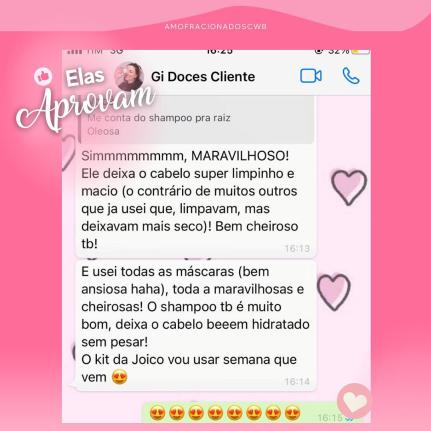 AMOFRACIONADOSCWB
TIM 3G
16:25
32%
Elas
Aprovam
Gi Doces Cliente
Me conta do shampoo pra raiz
Oleosa
Simmmmmmmm, MARAVILHOSO!
Ele deixa o cabelo super limpinho e
macio (o contrário de muitos outros
que ja usei que, limpavam, mas
deixavam mais seco)! Bem cheiroso
tb!
16:13
E usei todas as máscaras (bem
ansiosa haha), toda a maravilhosas e
cheirosas! O shampoo tb é muito
bom, deixa o cabelo beeem hidratado
sem pesar!
O kit da Joico vou usar semana que
vem 😍
16:14
😍😍😍😍😍😍😍😍
16:15